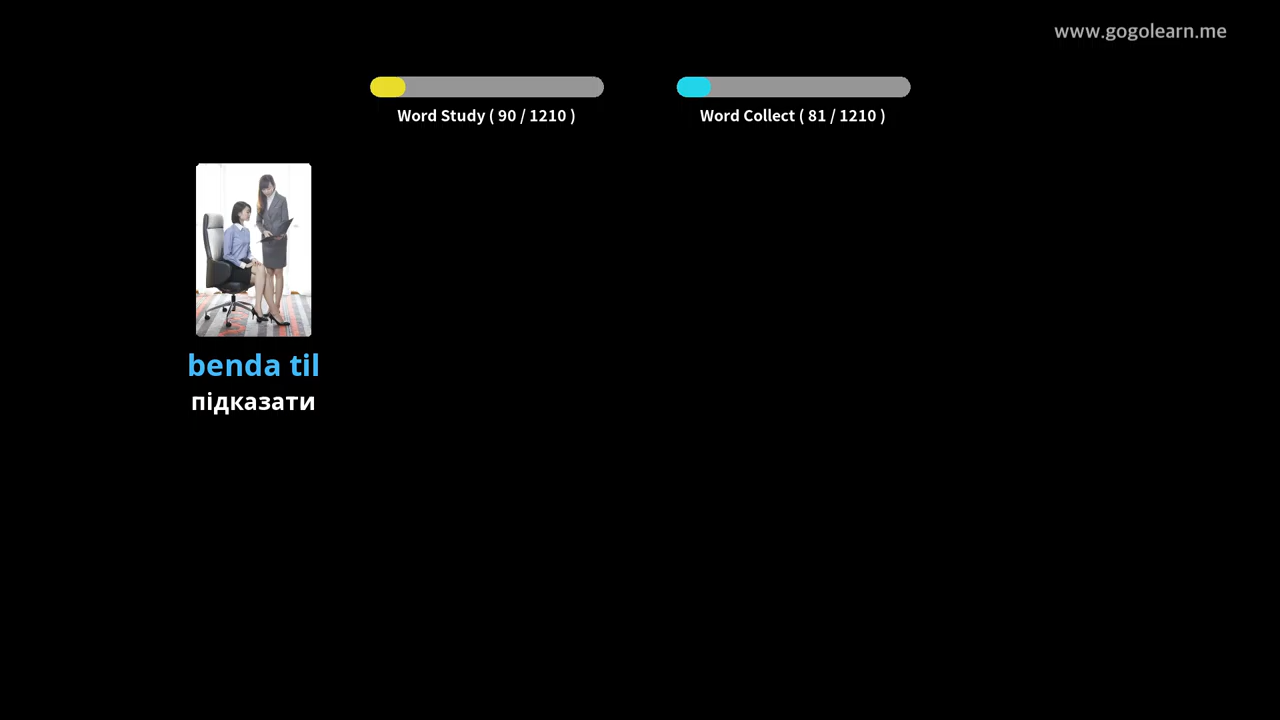 www.gogolearn.me
Word Study ( 90 / 1210 )
Word Collect ( 81 / 1210 )
benda til
підказати